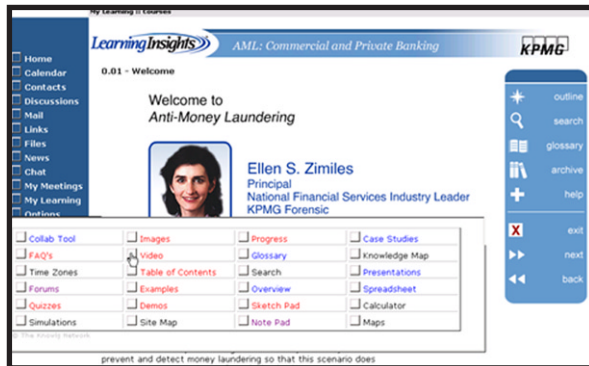 My Learning :: Courses
LearningInsights
AML: Commercial and Private Banking
KPMG
Home
Calendar
Contacts
Discussions
Mail
Links
Files
News
Chat
My Meetings
My Learning
Options
0.01 - Welcome
Welcome to
Anti-Money Laundering
Ellen S. Zimiles
Principal
National Financial Services Industry Leader
KPMG Forensic
outline
search
glossary
archive
help
exit
next
back
Collab Tool Images Progress Case Studies
FAQ's Video Glossary Knowledge Map
Time Zones Table of Contents Search Presentations
Forums Examples Overview Spreadsheet
Quizzes Demos Sketch Pad Calculator
Simulations Site Map Note Pad Maps
@ The Knowlg Network
prevent and detect money laundering so that this scenario does